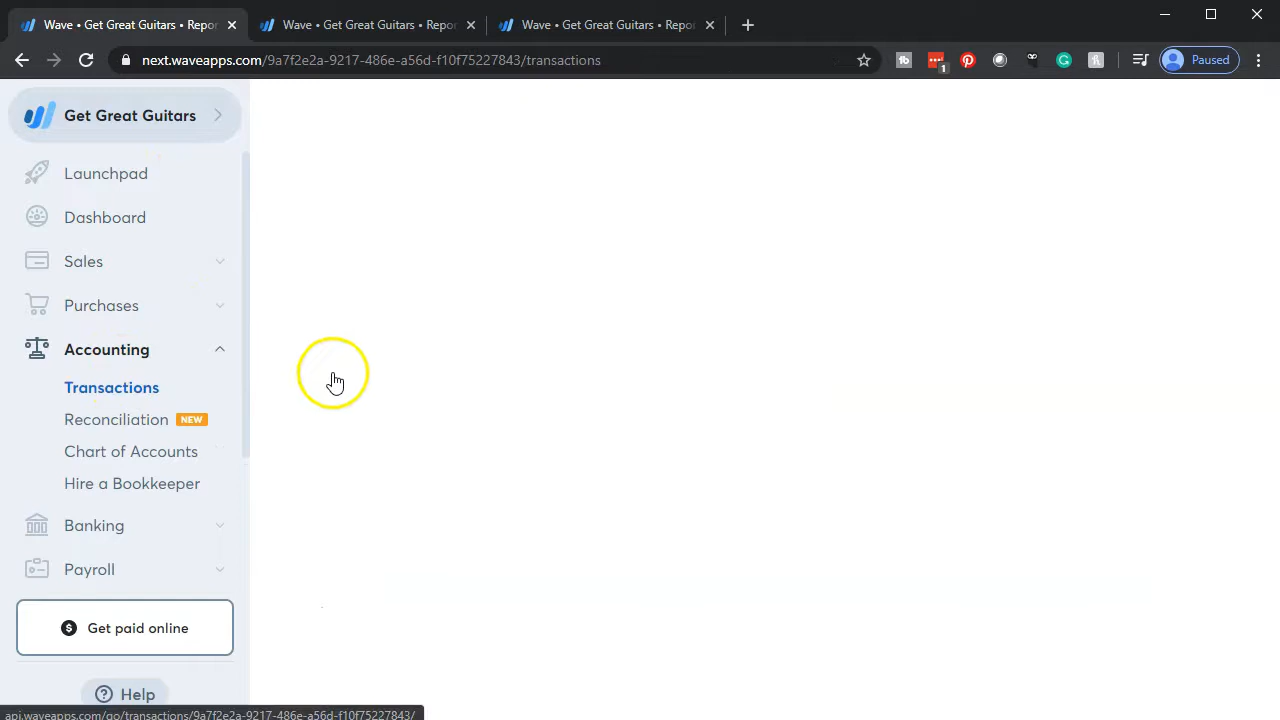 Wave • Get Great Guitars • Repor
Wave • Get Great Guitars • Repor
Wave • Get Great Guitars • Repor
next.waveapps.com/9a7f2e2a-9217-486e-a56d-f10f75227843/transactions
1
Paused
Get Great Guitars
Launchpad
Dashboard
Sales
Purchases
Accounting
Transactions
Reconciliation NEW
Chart of Accounts
Hire a Bookkeeper
Banking
Payroll
Get paid online
Help
api.waveapps.com/go/transactions/9a7f2e2a-9217-486e-a56d-f10f75227843/